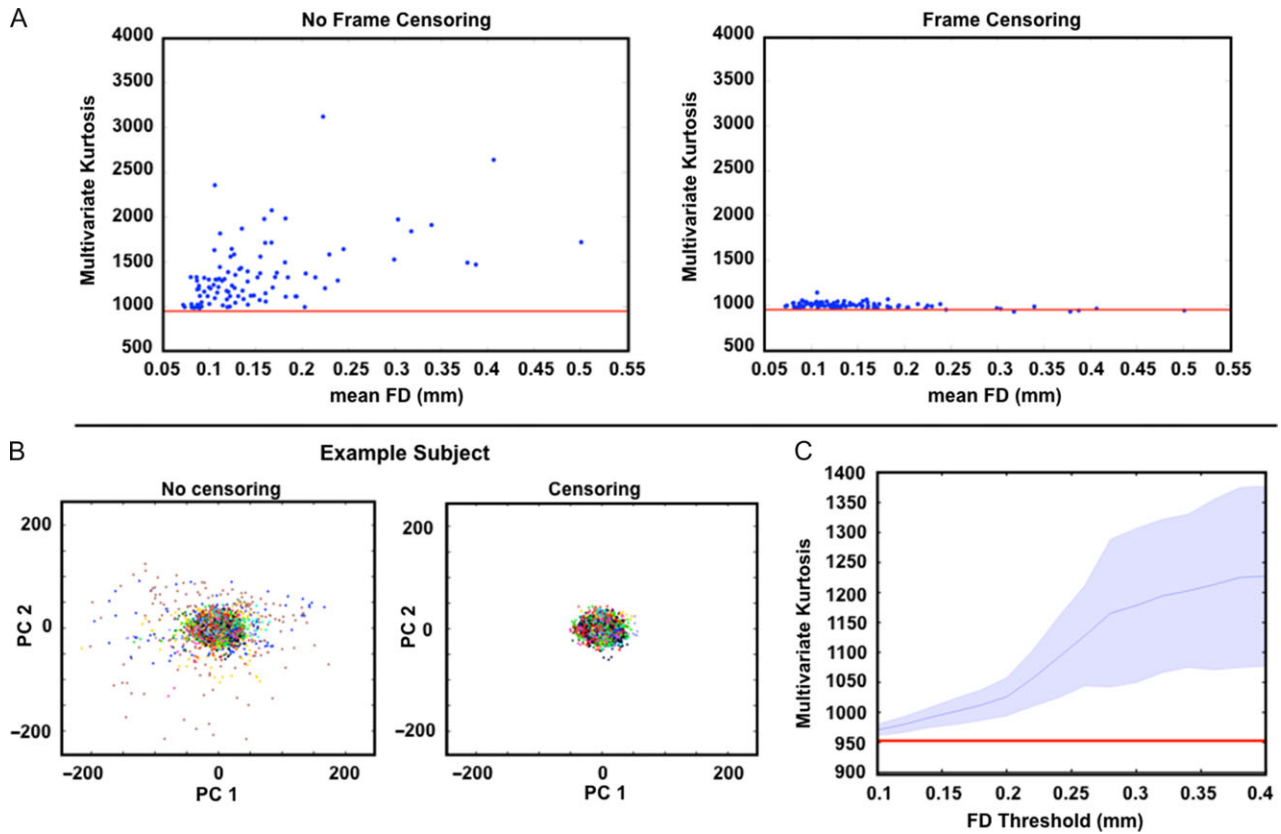 A
No Frame Censoring
Frame Censoring
Multivariate Kurtosis
4000
3500
3000
2500
2000
1500
1000
500
0.05 0.1 0.15 0.2 0.25 0.3 0.35 0.4 0.45 0.5 0.55
mean FD (mm)
Multivariate Kurtosis
4000
3500
3000
2500
2000
1500
1000
500
0.05 0.1 0.15 0.2 0.25 0.3 0.35 0.4 0.45 0.5 0.55
mean FD (mm)
B
Example Subject
No censoring
PC 2
200
0
−200
−200 0 200
PC 1
Censoring
PC 2
200
0
−200
−200 0 200
PC 1
C
Multivariate Kurtosis
1400
1350
1300
1250
1200
1150
1100
1050
1000
950
900
0.1 0.15 0.2 0.25 0.3 0.35 0.4
FD Threshold (mm)